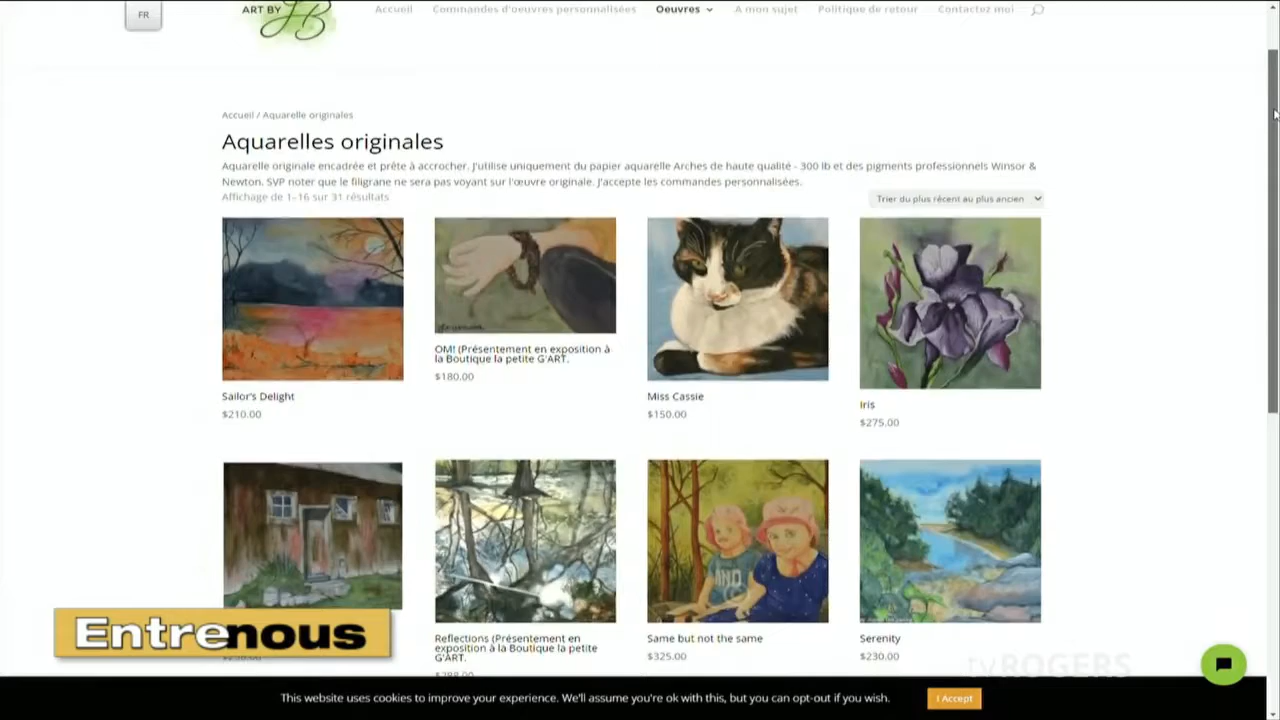 FR
ART BY JB
Accueil
Commandes d'oeuvres personnalisées
Oeuvres
A mon sujet
Politique de retour
Contactez moi
Accueil / Aquarelle originales
Aquarelles originales
Aquarelle originale encadrée et prête à accrocher. J'utilise uniquement du papier aquarelle Arches de haute qualité - 300 lb et des pigments professionnels Winsor &
Newton. SVP noter que le filigrane ne sera pas voyant sur l'œuvre originale. J'accepte les commandes personnalisées.
Affichage de 1–16 sur 31 résultats
Trier du plus récent au plus ancien
Sailor's Delight
$210.00
OM! (Présentement en exposition à
la Boutique la petite G'ART.
$180.00
Miss Cassie
$150.00
Iris
$275.00
Reflections (Présentement en
exposition à la Boutique la petite
G'ART.
Same but not the same
$325.00
Serenity
$230.00
Entrenous
tvROGERS
This website uses cookies to improve your experience. We'll assume you're ok with this, but you can opt-out if you wish.
I Accept